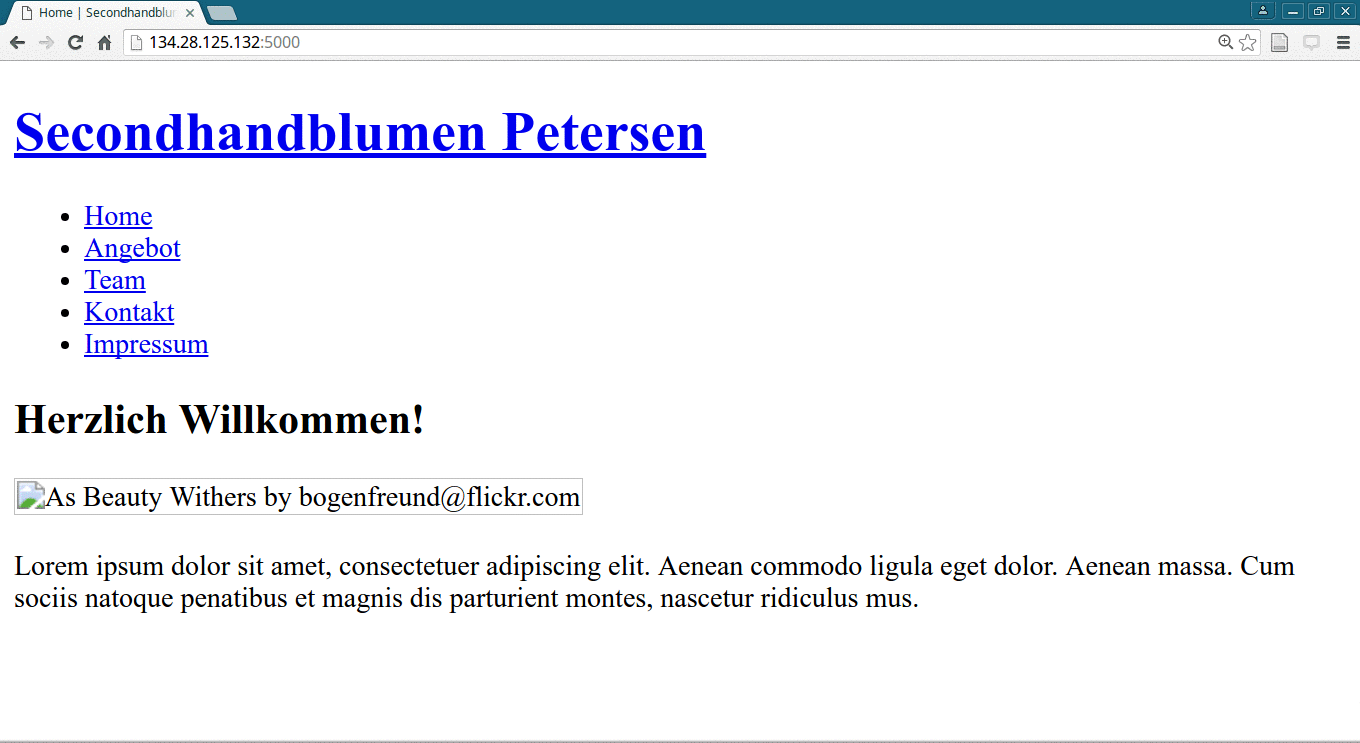 Home | Secondhandblu
134.28.125.132:5000
Secondhandblumen Petersen
Home
Angebot
Team
Kontakt
Impressum
Herzlich Willkommen!
As Beauty Withers by bogenfreund@flickr.com
Lorem ipsum dolor sit amet, consectetuer adipiscing elit. Aenean commodo ligula eget dolor. Aenean massa. Cum
sociis natoque penatibus et magnis dis parturient montes, nascetur ridiculus mus.